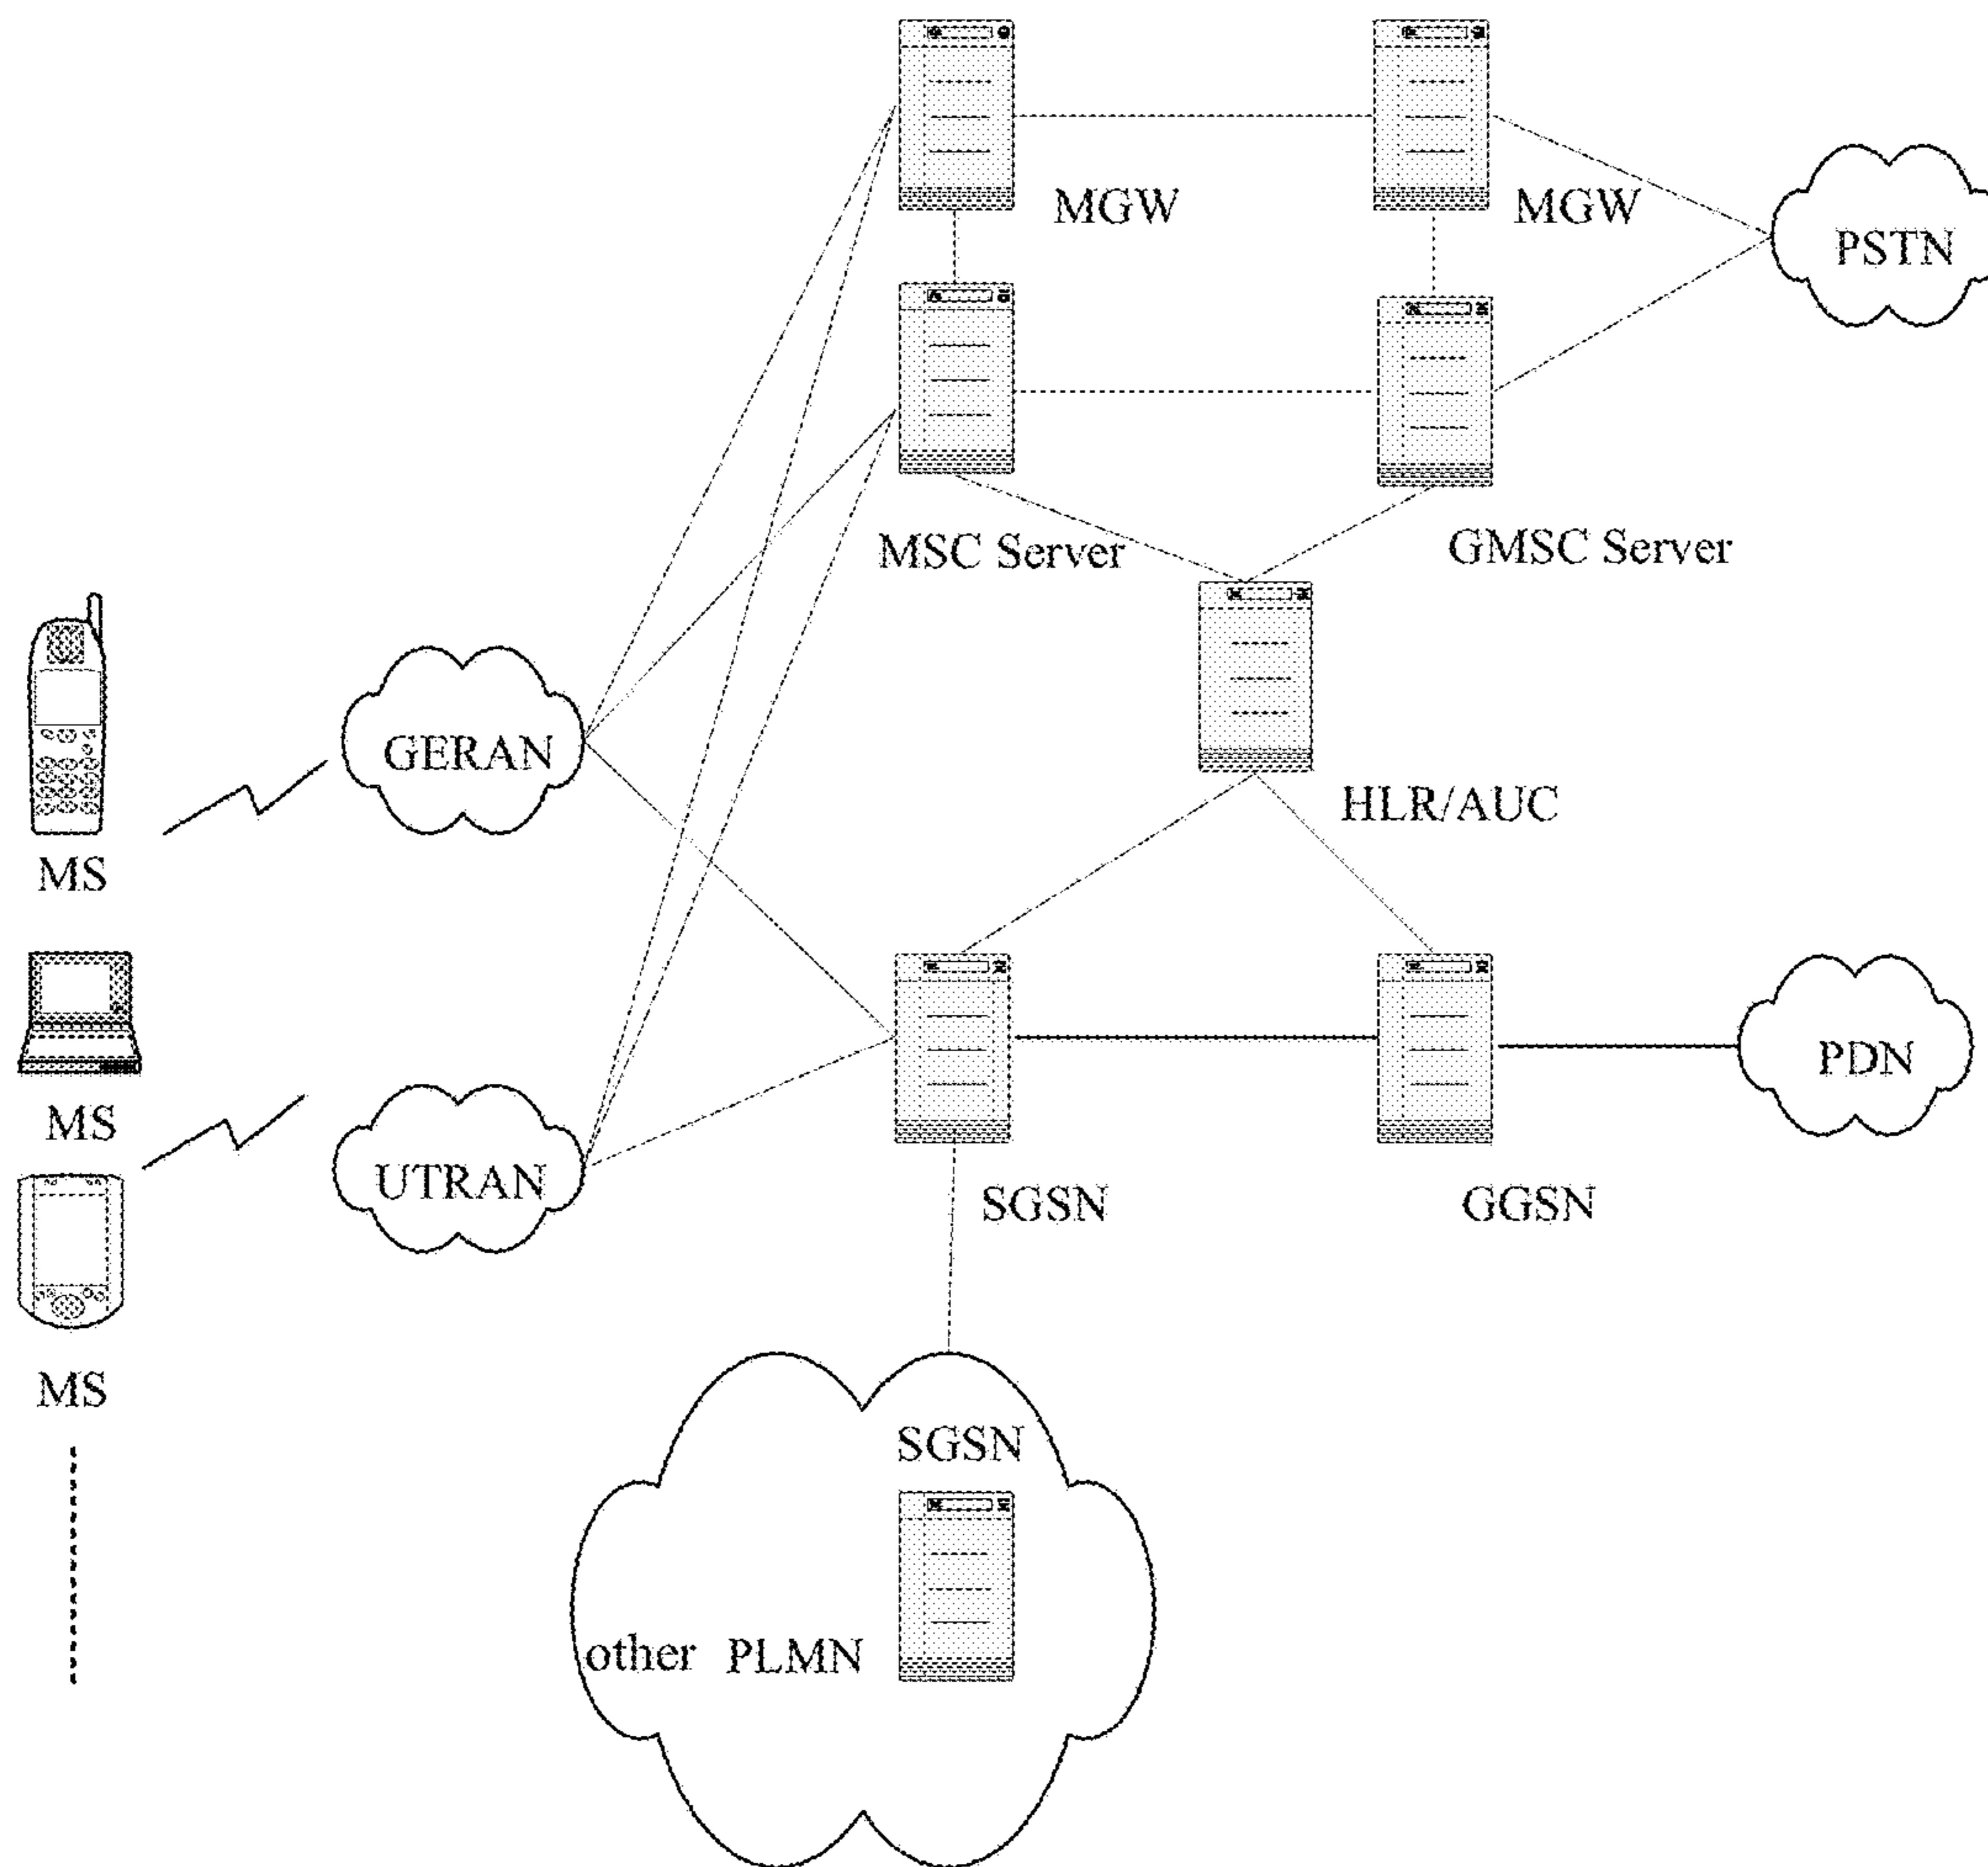 MGW
MGW
PSTN
MSC Server
GMSC Server
GERAN
HLR/AUC
MS
MS
UTRAN
SGSN
GGSN
PDN
MS
SGSN
other PLMN